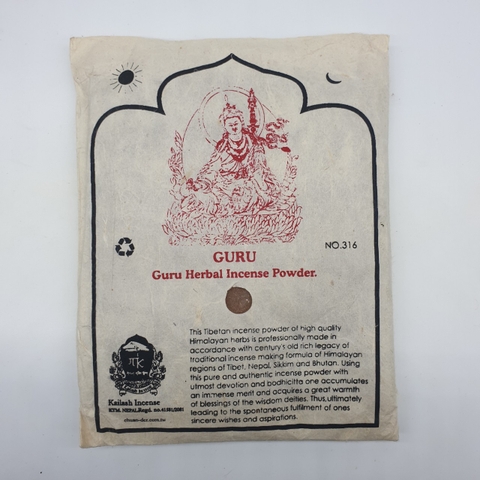 GURU
NO.316
Guru Herbal Incense Powder.
This Tibetan incense powder of high quality
Himalayan herbs is professionally made in
accordance with century's old rich legacy of
traditional incense making formula of Himalayan
regions of Tibet, Nepal, Sikkim and Bhutan. Using
this pure and authentic incense powder with
utmost devotion and bodhicitta one accumulates
an immense merit and acquires a great warmth
of blessings of the wisdom deities. Thus,ultimately
leading to the spontaneous fulfilment of ones
sincere wishes and aspirations.
Kailash Incense
KTM. NEPAL,Regd. no.